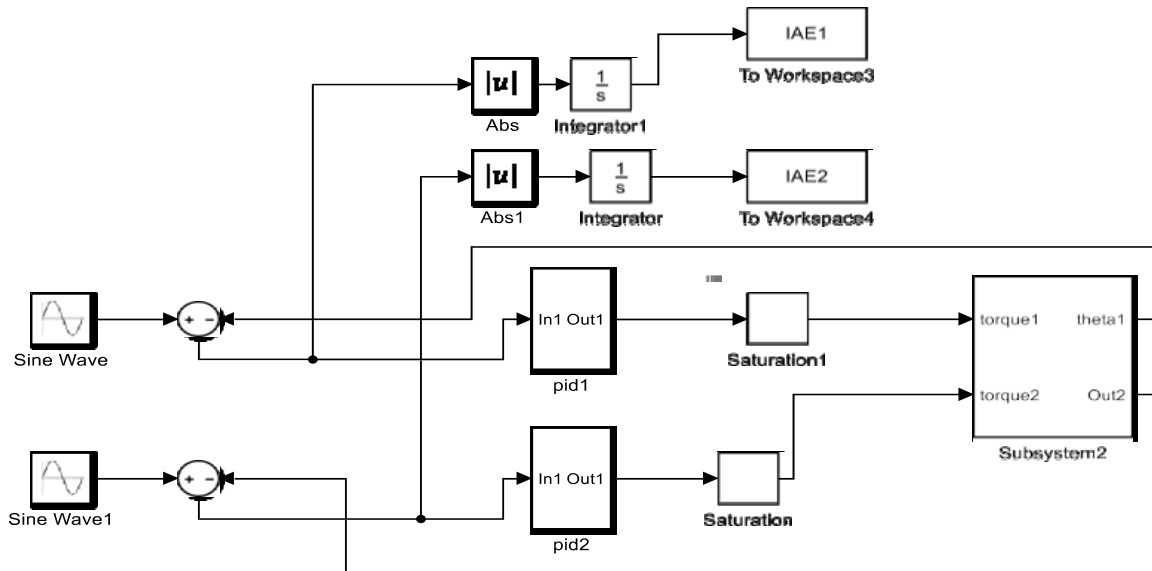 IAE1
To Workspace3
|u|
1
s
Abs
Integrator1
|u|
1
s
IAE2
Abs1
Integrator
To Workspace4
Sine Wave
+ −
In1 Out1
pid1
Saturation1
torque1
theta1
torque2
Out2
Subsystem2
Sine Wave1
+ −
In1 Out1
pid2
Saturation